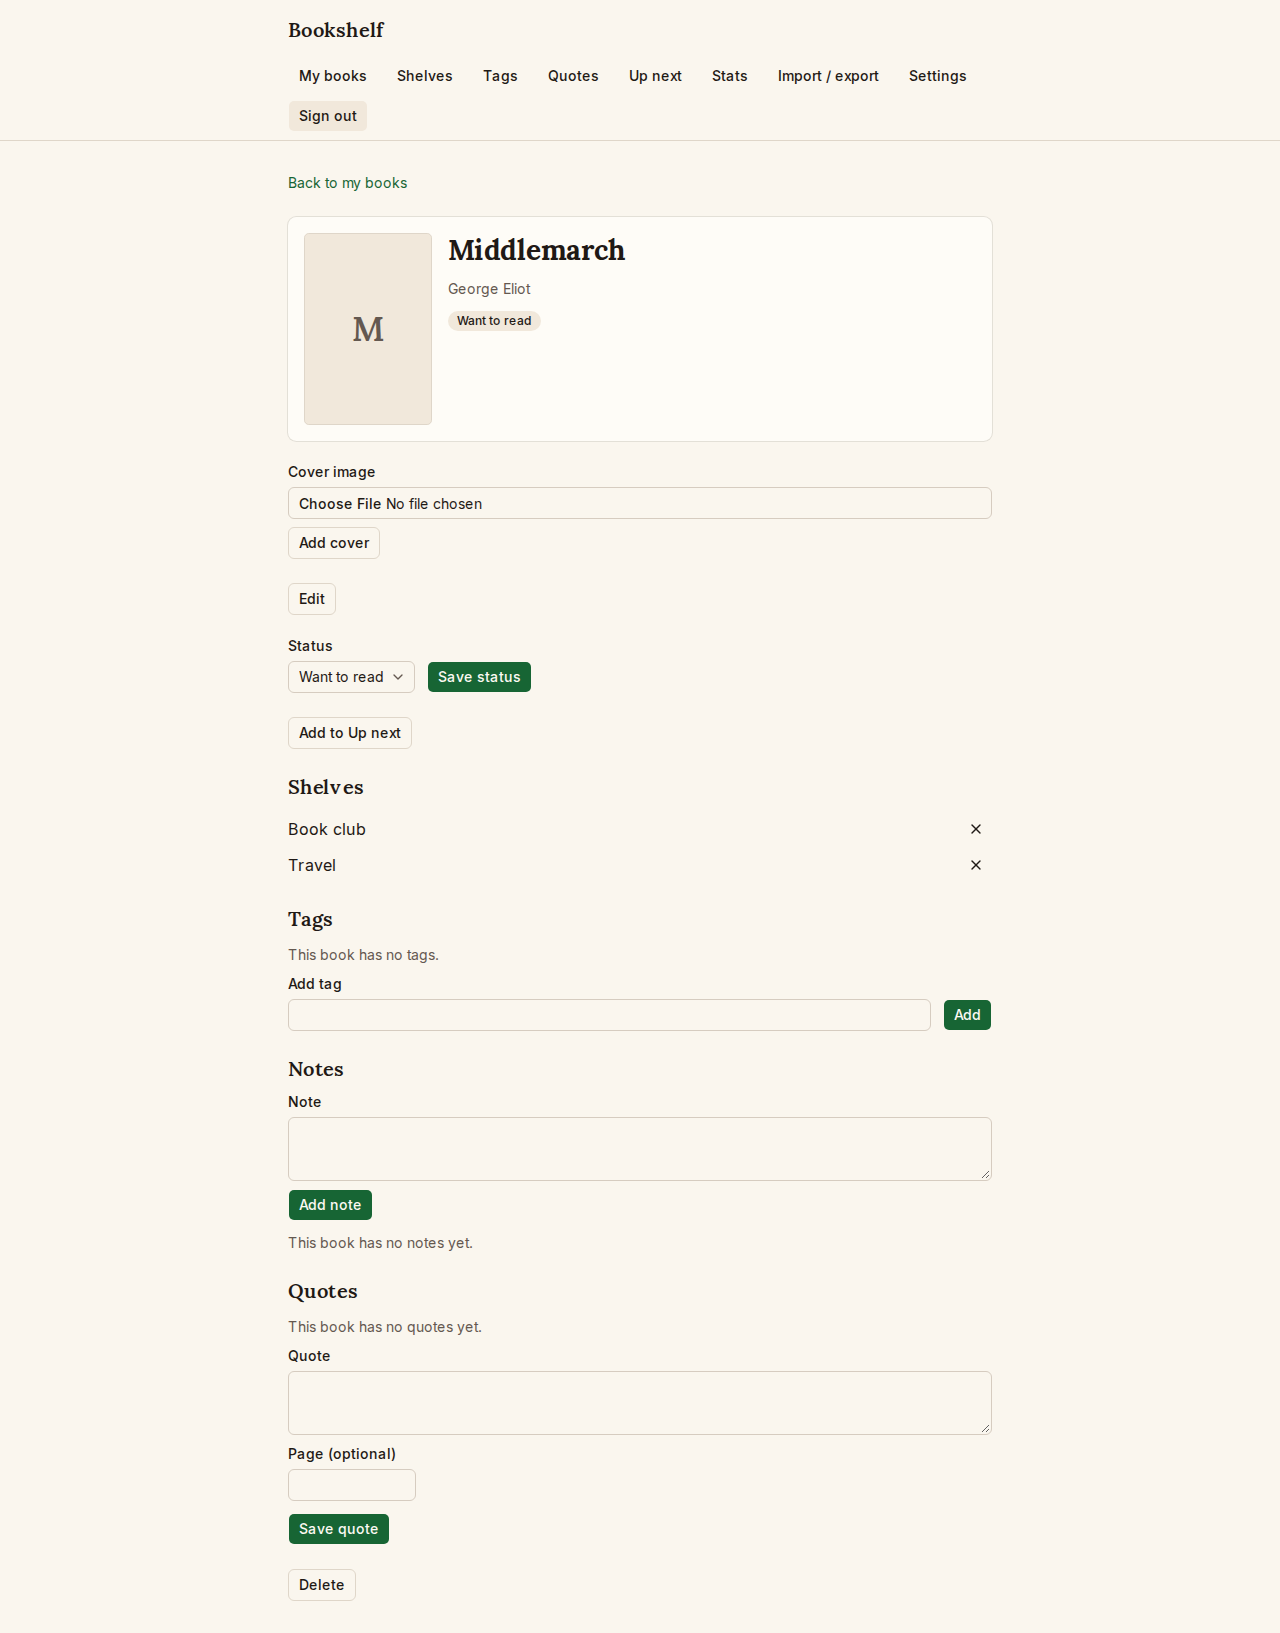 Bookshelf
My books Shelves Tags Quotes Up next Stats Import / export Settings
Sign out
Back to my books
M
Middlemarch
George Eliot
Want to read
Cover image
Choose File No file chosen
Add cover
Edit
Status
Want to read Save status
Add to Up next
Shelves
Book club
Travel
Tags
This book has no tags.
Add tag
Add
Notes
Note
Add note
This book has no notes yet.
Quotes
This book has no quotes yet.
Quote
Page (optional)
Save quote
Delete